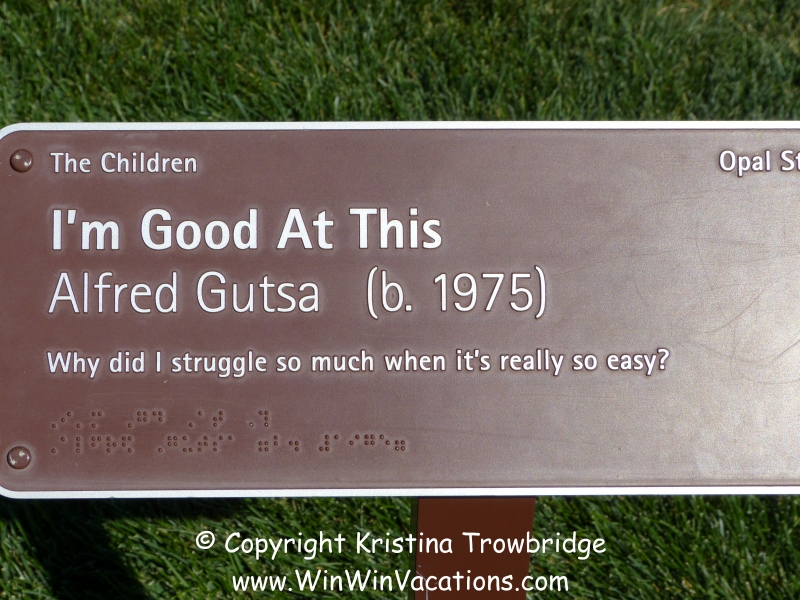 The Children
Opal St
I'm Good At This
Alfred Gutsa (b. 1975)
Why did I struggle so much when it's really so easy?
© Copyright Kristina Trowbridge
www.WinWinVacations.com